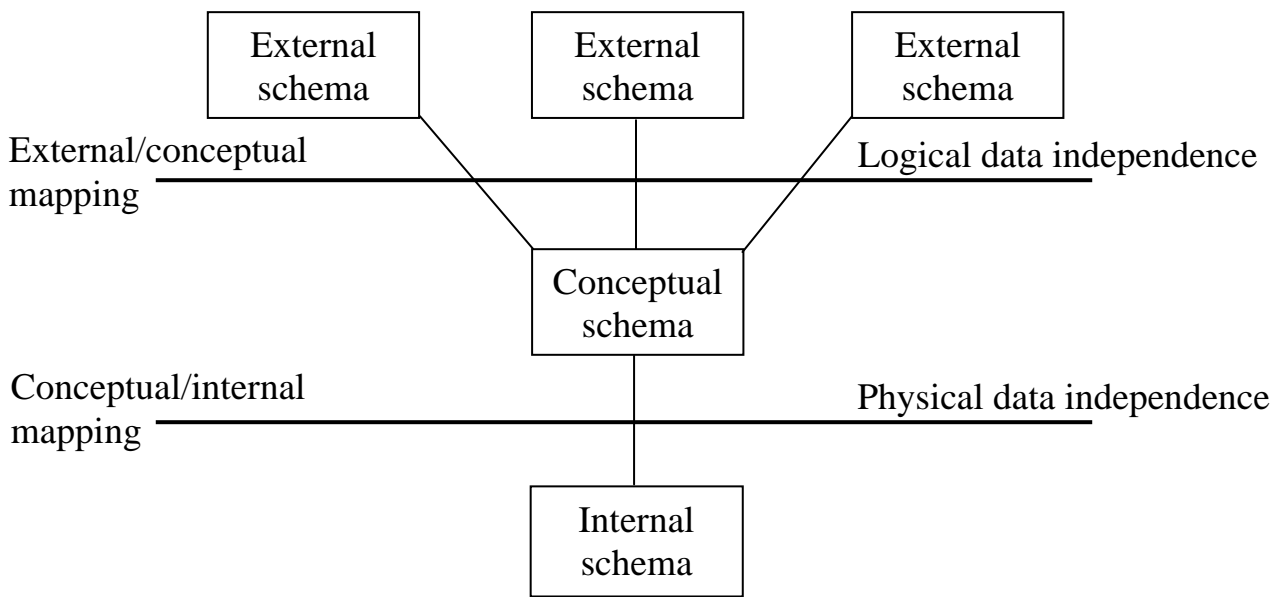 External
schema
External
schema
External
schema
External/conceptual
mapping
Logical data independence
Conceptual
schema
Conceptual/internal
mapping
Physical data independence
Internal
schema